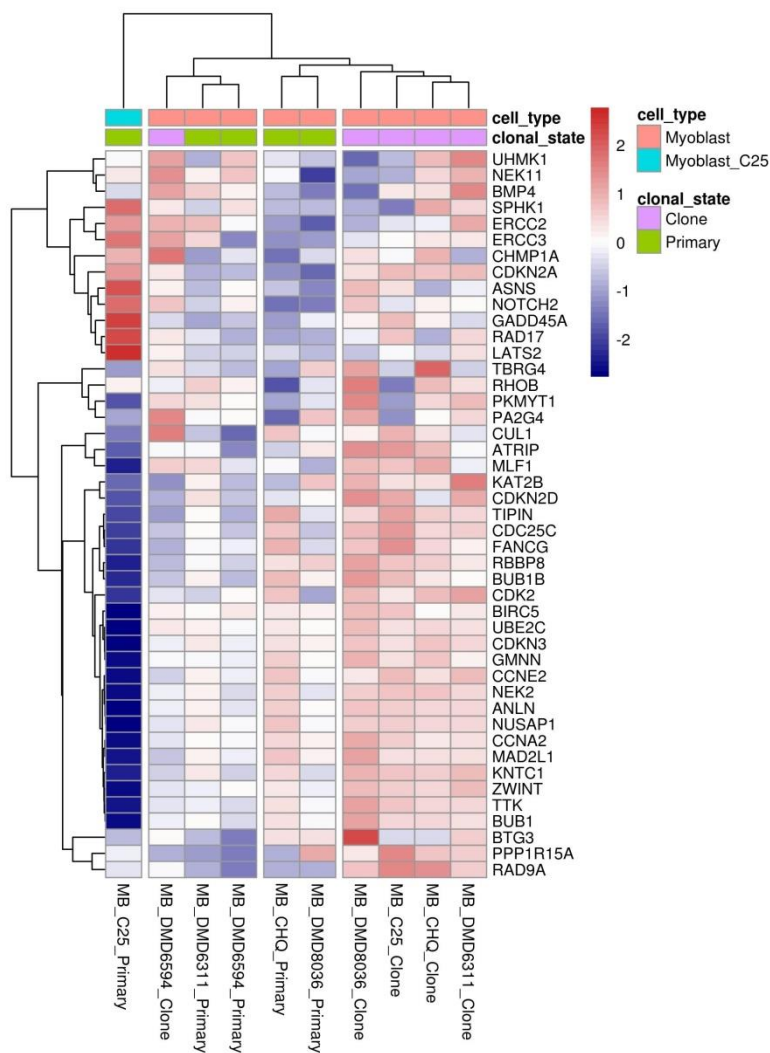 cell_type
clonal_state
UHMK1
NEK11
BMP4
SPHK1
ERCC2
ERCC3
CHMP1A
CDKN2A
ASNS
NOTCH2
GADD45A
RAD17
LATS2
TBRG4
RHOB
PKMYT1
PA2G4
CUL1
ATRIP
MLF1
KAT2B
CDKN2D
TIPIN
CDC25C
FANCG
RBBP8
BUB1B
CDK2
BIRC5
UBE2C
CDKN3
GMNN
CCNE2
NEK2
ANLN
NUSAP1
CCNA2
MAD2L1
KNTC1
ZWINT
TTK
BUB1
BTG3
PPP1R15A
RAD9A
MB_C25_Primary
MB_DMD6594_Clone
MB_DMD6311_Primary
MB_DMD6594_Primary
MB_CHQ_Primary
MB_DMD8036_Primary
MB_DMD8036_Clone
MB_C25_Clone
MB_CHQ_Clone
MB_DMD6311_Clone
2
1
0
-1
-2
cell_type
Myoblast
Myoblast_C25
clonal_state
Clone
Primary